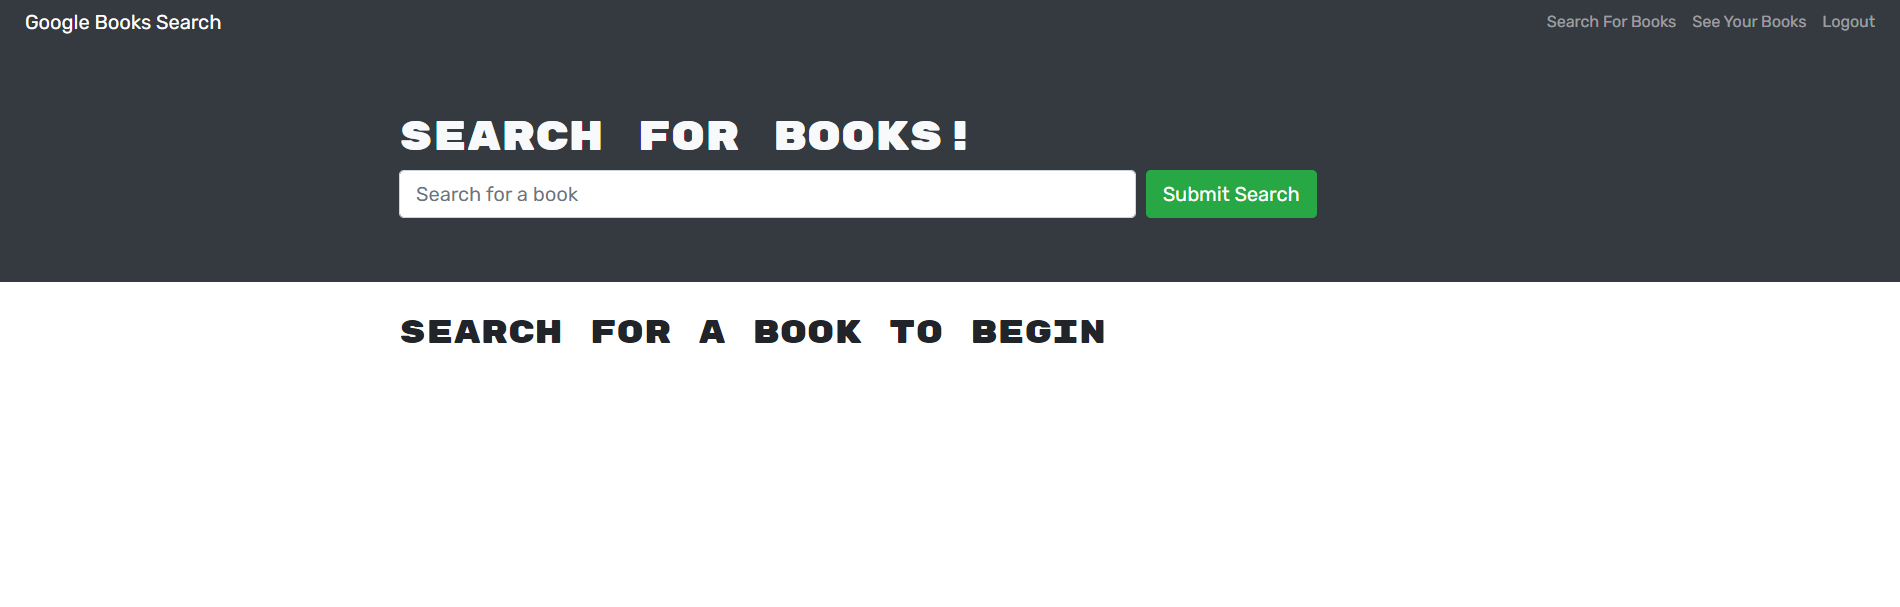 Google Books Search
Search For Books See Your Books Logout
SEARCH FOR BOOKS!
Search for a book
Submit Search
SEARCH FOR A BOOK TO BEGIN